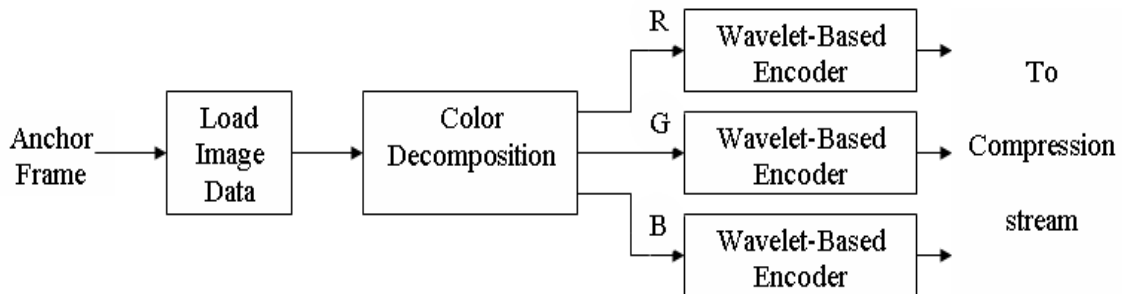 Anchor
Frame
Load
Image
Data
Color
Decomposition
R
Wavelet-Based
Encoder
G
Wavelet-Based
Encoder
B
Wavelet-Based
Encoder
To
Compression
stream